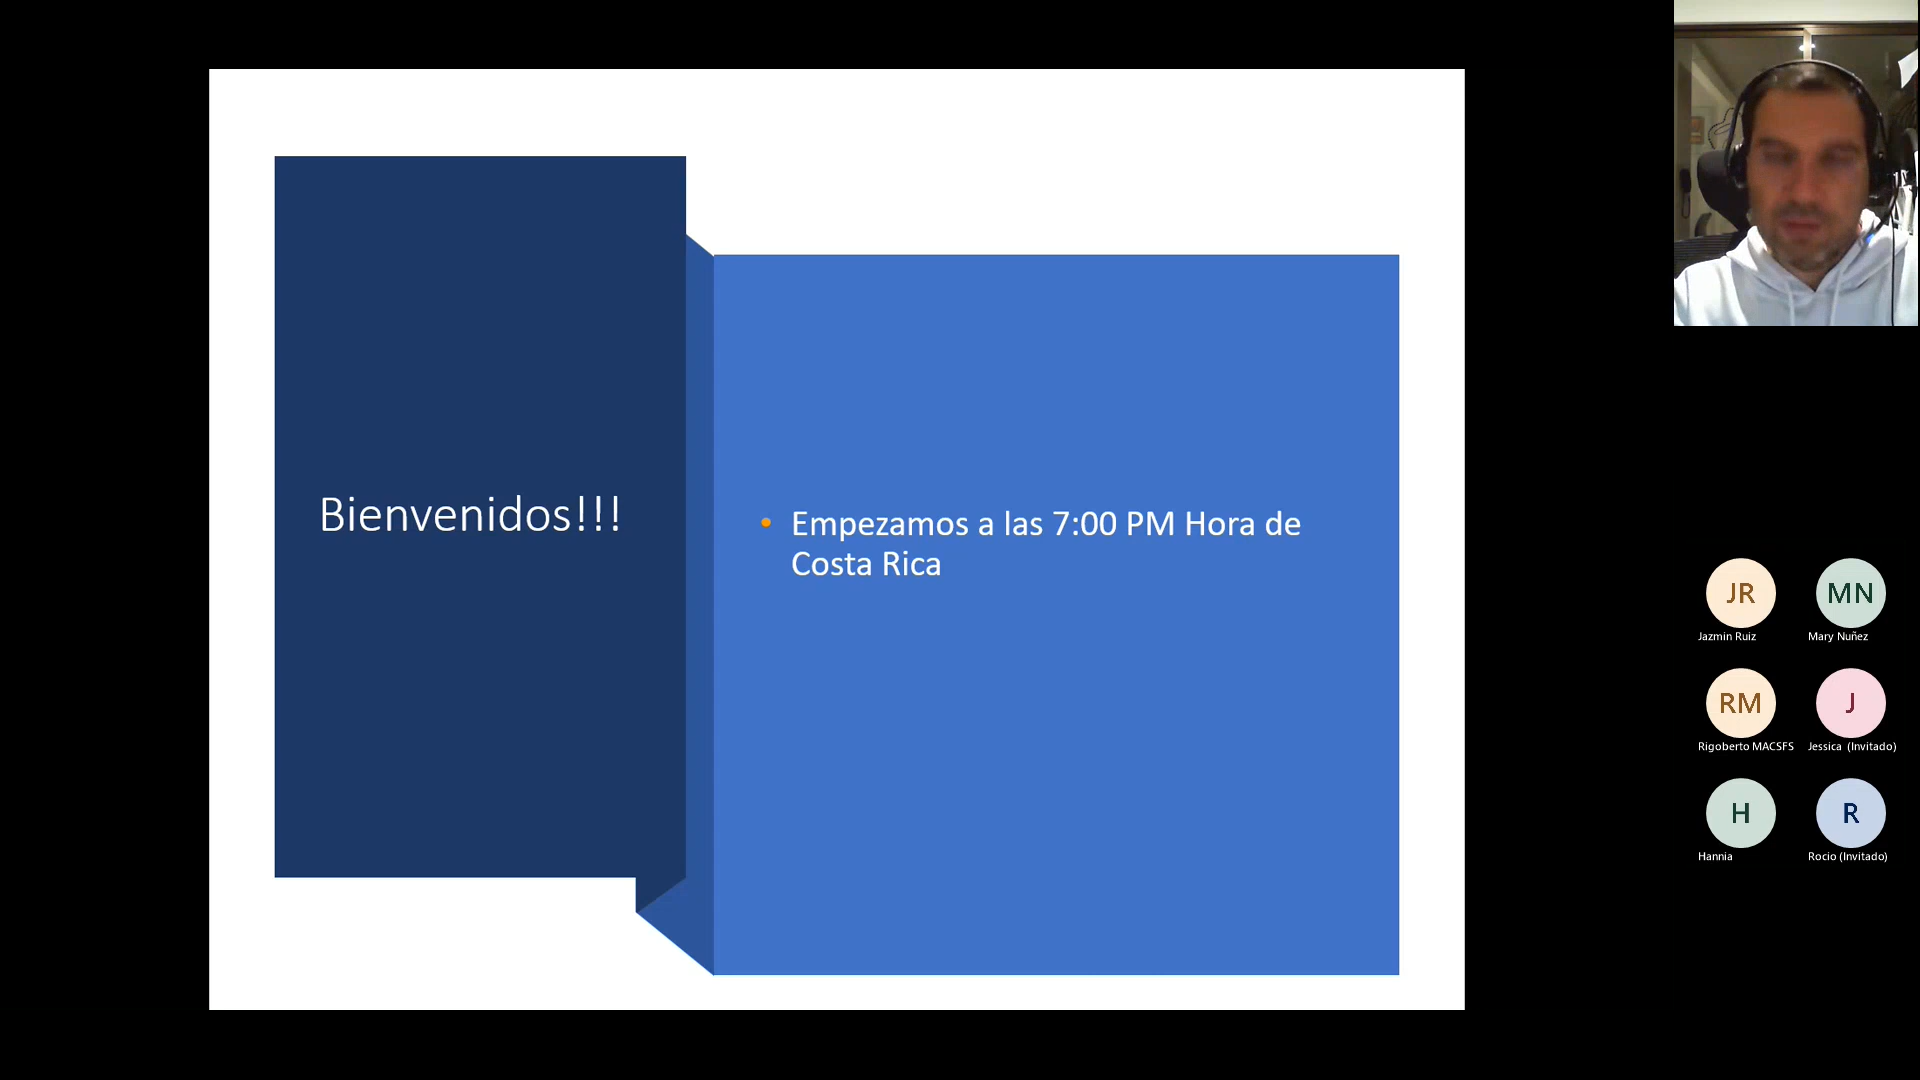 Bienvenidos!!!
• Empezamos a las 7:00 PM Hora de
Costa Rica
JR
Jazmin Ruiz
MN
Mary Nuñez
RM
Rigoberto MACSFS
J
Jessica (Invitado)
H
Hannia
R
Rocio (Invitado)